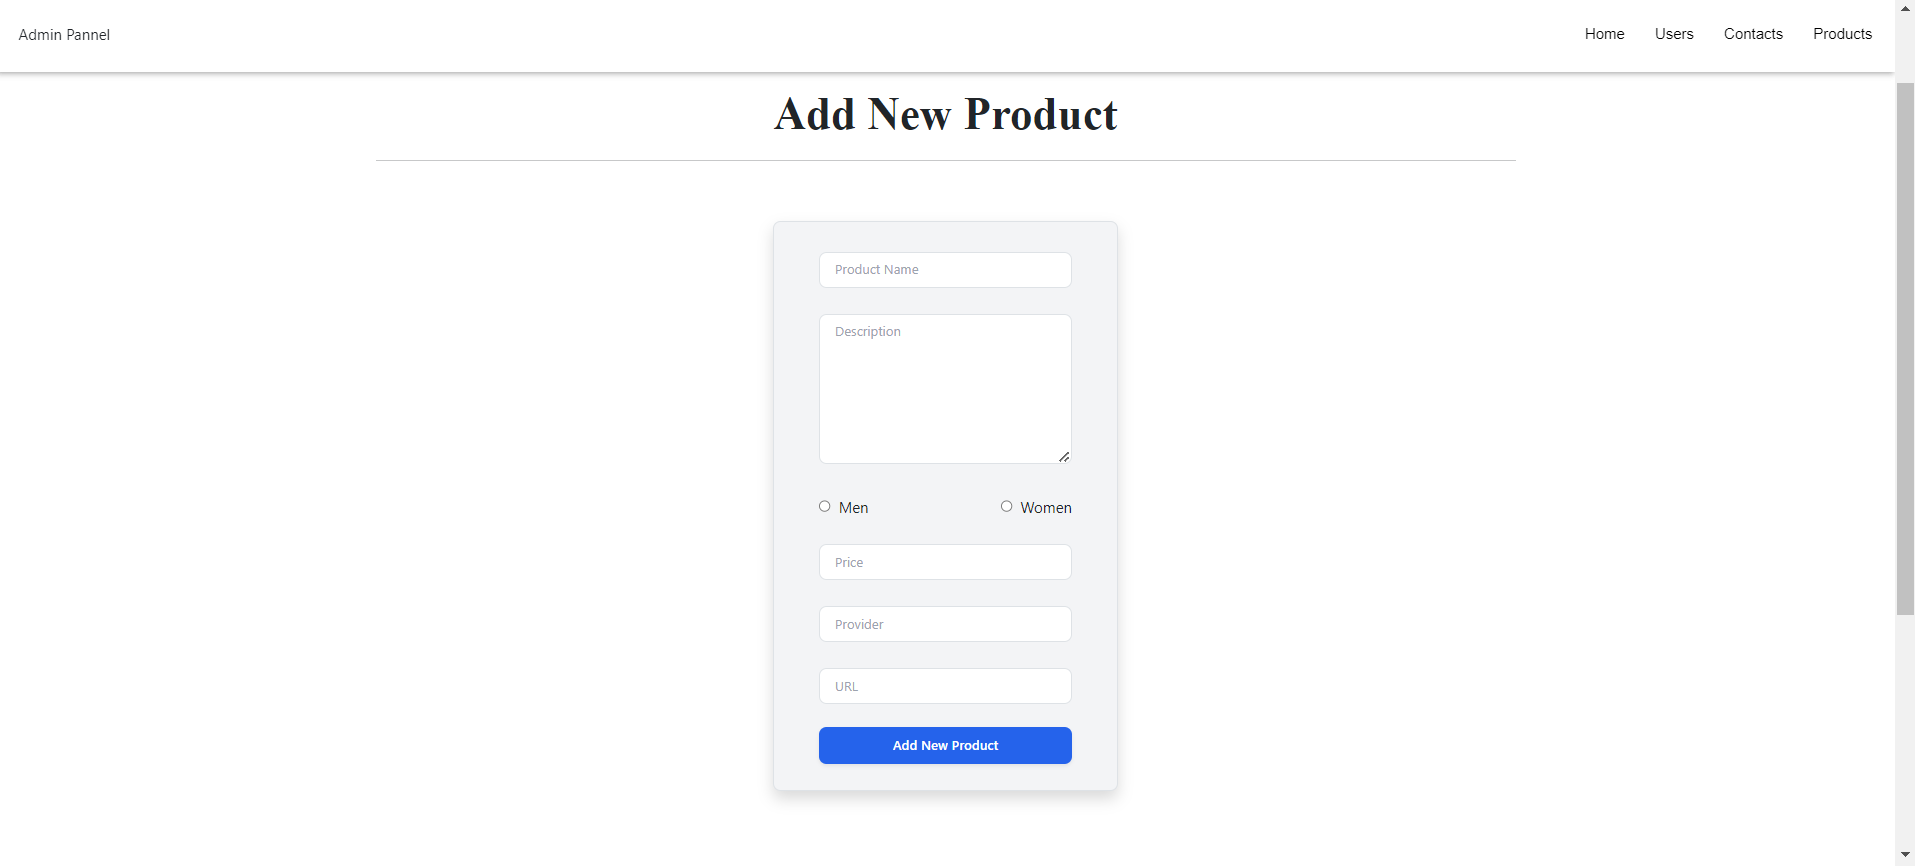 Admin Pannel
Home Users Contacts Products
Add New Product
Product Name
Description
Men Women
Price
Provider
URL
Add New Product